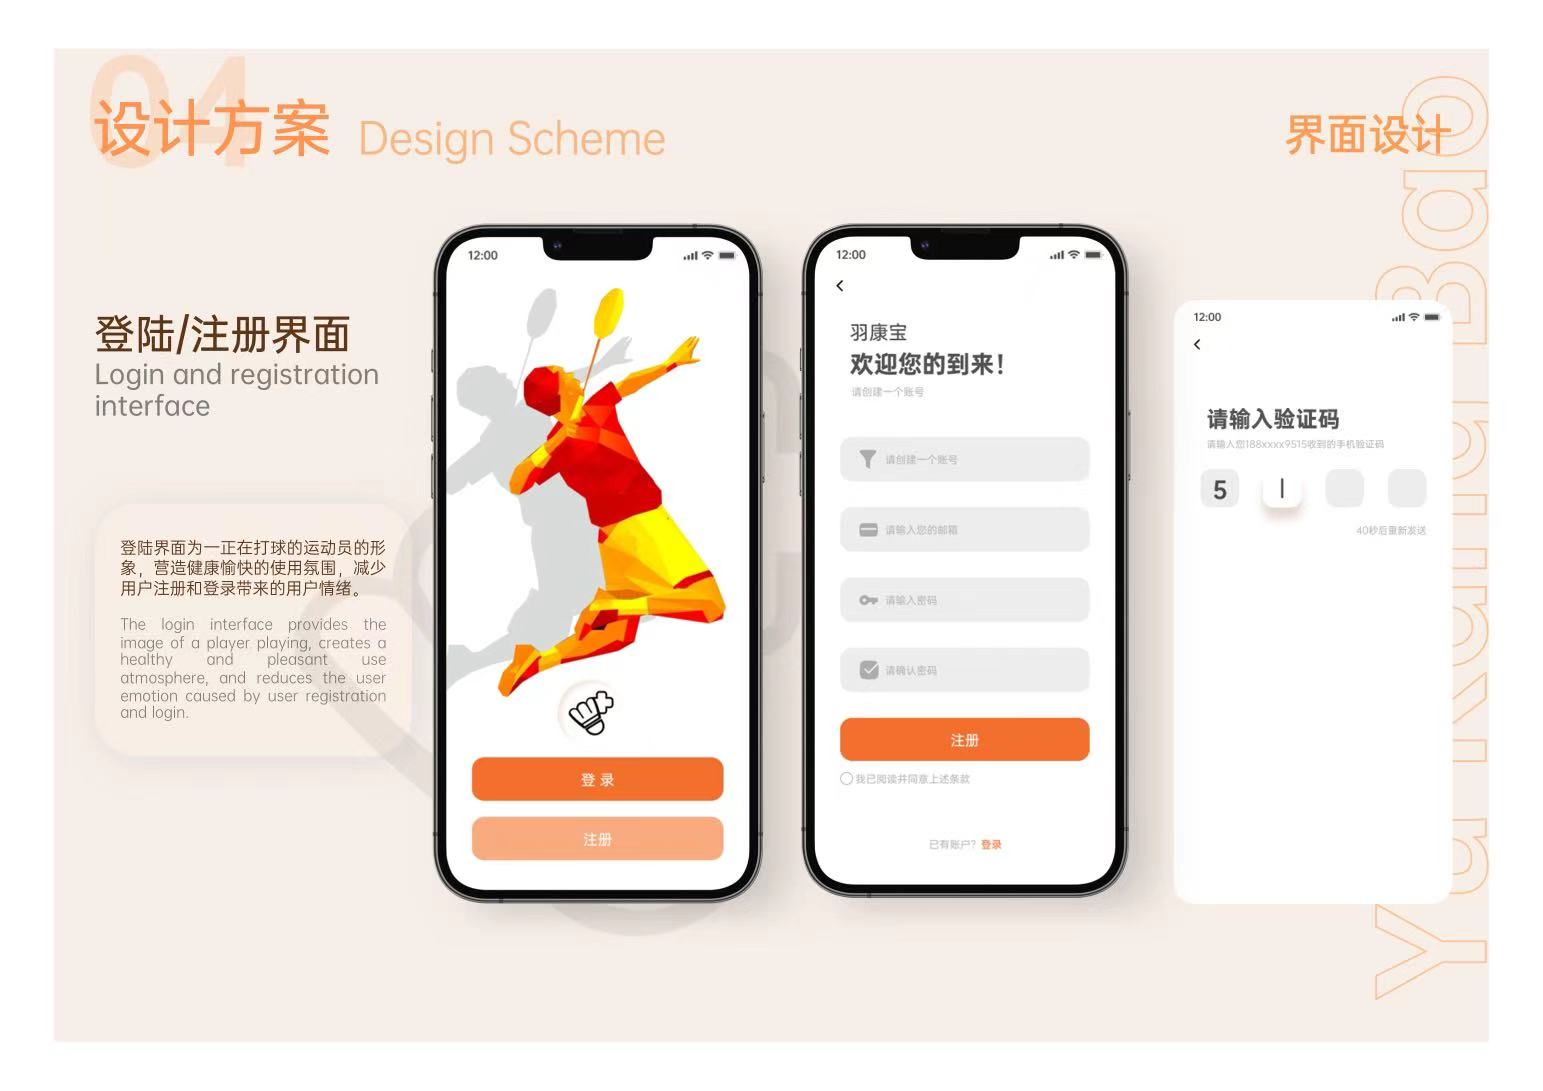 04
设计方案 Design Scheme
界面设计
Yu Kang Bao
登陆/注册界面
Login and registration
interface
登陆界面为一正在打球的运动员的形
象，营造健康愉快的使用氛围，减少
用户注册和登录带来的用户情绪。
The login interface provides the
image of a player playing, creates a
healthy and pleasant use
atmosphere, and reduces the user
emotion caused by user registration
and login.
12:00
登 录
注册
12:00
羽康宝
欢迎您的到来！
请创建一个账号
请创建一个账号
请输入您的邮箱
请输入密码
请确认密码
注册
我已阅读并同意上述条款
已有账户？ 登录
12:00
请输入验证码
请输入您188xxxx9515收到的手机验证码
5
40秒后重新发送